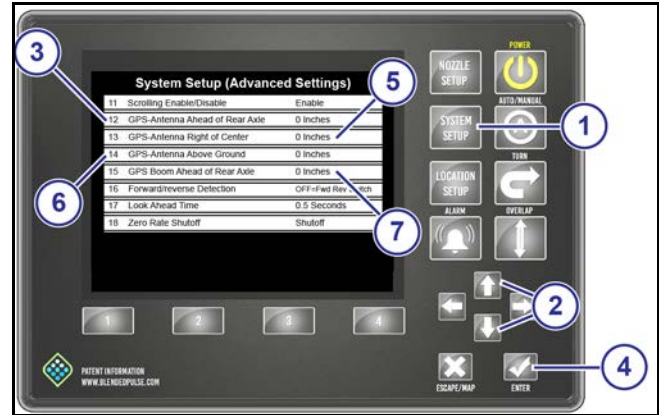 System Setup (Advanced Settings)
11 Scrolling Enable/Disable Enable
12 GPS-Antenna Ahead of Rear Axle 0 Inches
13 GPS-Antenna Right of Center 0 Inches
14 GPS-Antenna Above Ground 0 Inches
15 GPS Boom Ahead of Rear Axle 0 Inches
16 Forward/reverse Detection OFF=Fwd Rev Switch
17 Look Ahead Time 0.5 Seconds
18 Zero Rate Shutoff Shutoff
3
5
6
7
POWER
NOZZLE
SETUP
AUTO/MANUAL
SYSTEM
SETUP
A
1
TURN
LOCATION
SETUP
ALARM
OVERLAP
2
1
2
3
4
4
PATENT INFORMATION
WWW.BLENDEDPULSE.COM
ESCAPE/MAP
ENTER